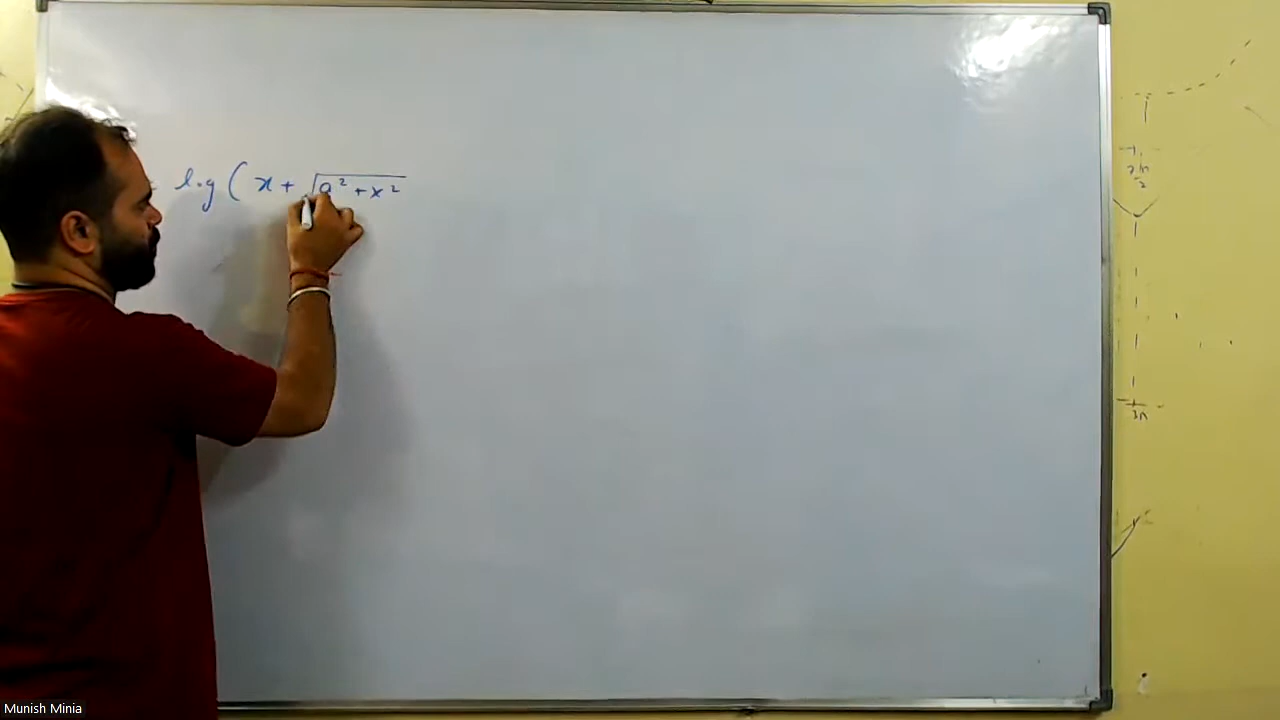 log ( x + √a² + x²
Munish Minia